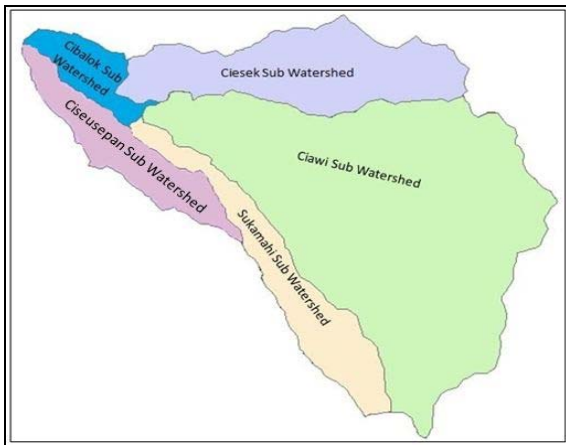 Cibalok Sub
Watershed
Ciesek Sub Watershed
Ciseusepan Sub Watershed
Ciawi Sub Watershed
Sukamahi Sub Watershed